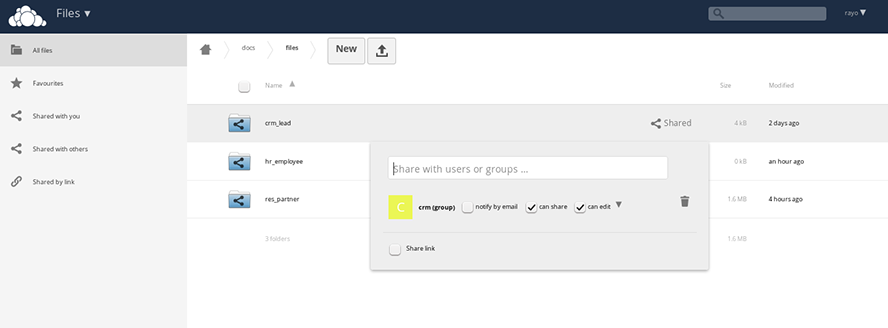 Files ▾
rayo ▾
All files
Favourites
Shared with you
Shared with others
Shared by link
docs
files
New
Name ▲
Size
Modified
crm_lead
Shared
4 kB
2 days ago
hr_employee
0 kB
an hour ago
res_partner
1.6 MB
4 hours ago
3 folders
1.6 MB
Share with users or groups ...
C
crm (group)
notify by email
can share
can edit
Share link